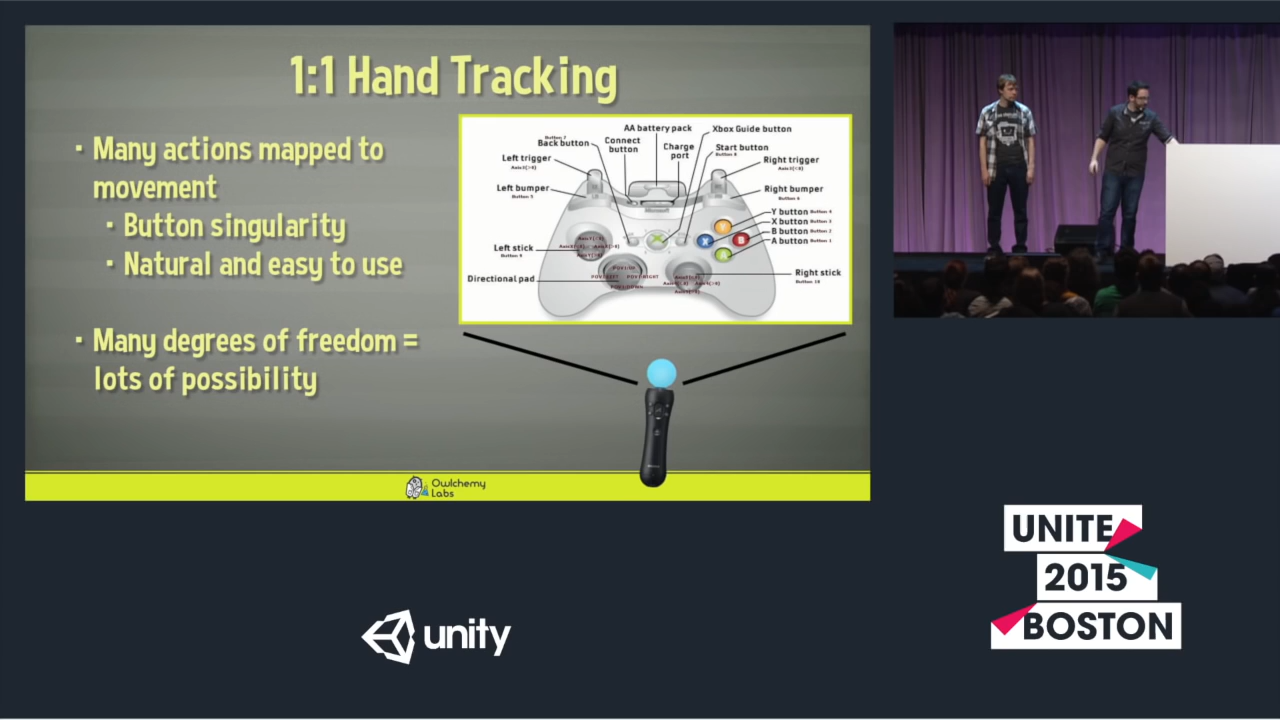 1:1 Hand Tracking
· Many actions mapped to
movement
· Button singularity
· Natural and easy to use
· Many degrees of freedom =
lots of possibility
AA battery pack
Xbox Guide button
Button 7
Back button
Connect
button
Charge
port
Start button
Button 8
Left trigger
Right trigger
Left bumper
Button 5
Right bumper
Button 6
Y button Button 4
X button Button 3
B button Button 2
A button Button 1
Left stick
Button 9
Directional pad
Right stick
Button 10
Y
X
B
A
Owlchemy
Labs
unity
UNITE
2015
BOSTON